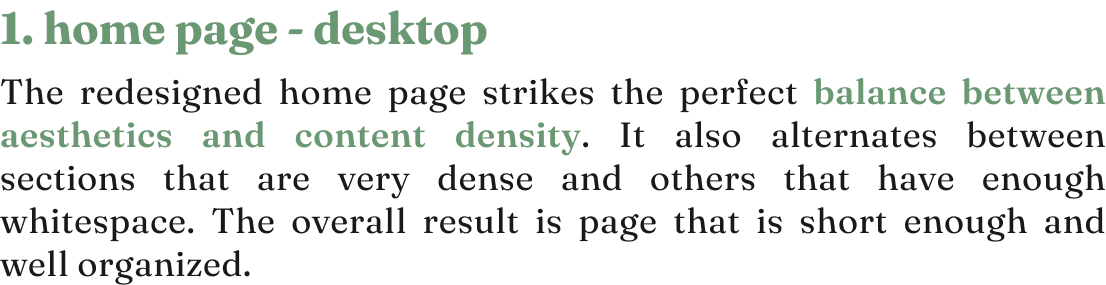 1. home page - desktop
The redesigned home page strikes the perfect balance between
aesthetics and content density. It also alternates between
sections that are very dense and others that have enough
whitespace. The overall result is page that is short enough and
well organized.